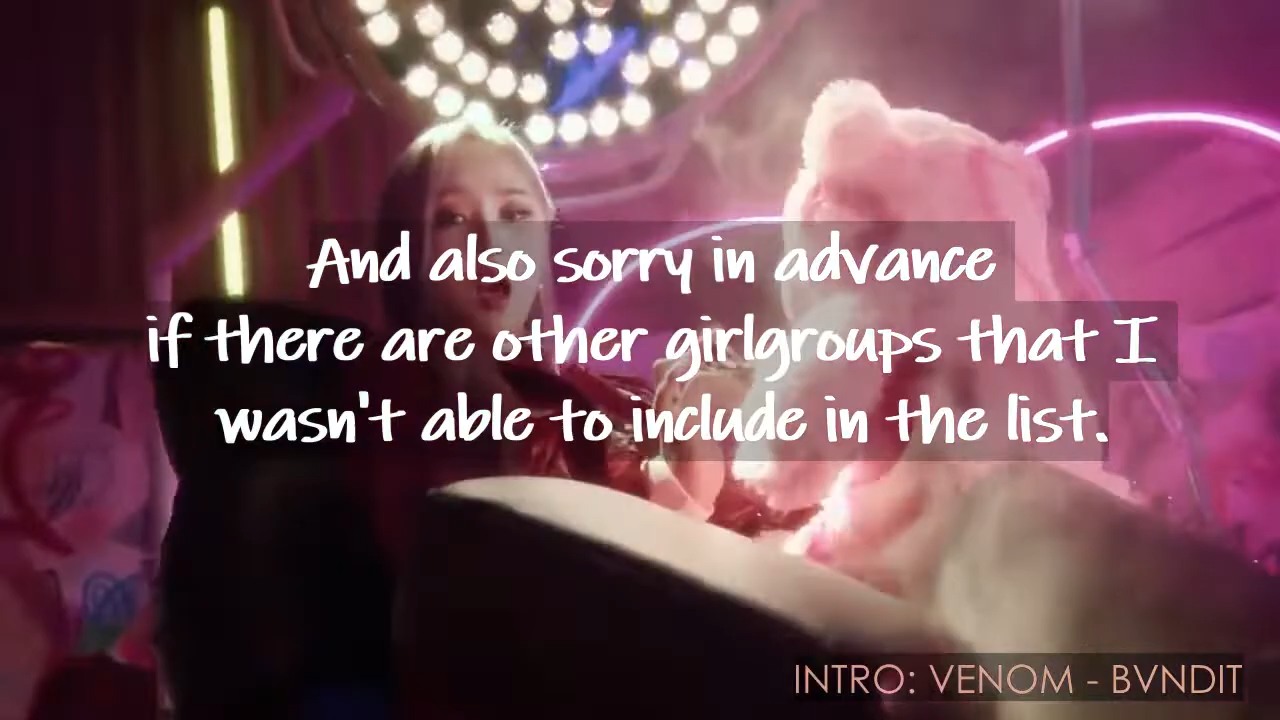 And also sorry in advance
if there are other girlgroups that I
wasn't able to include in the list.
INTRO: VENOM - BVNDIT